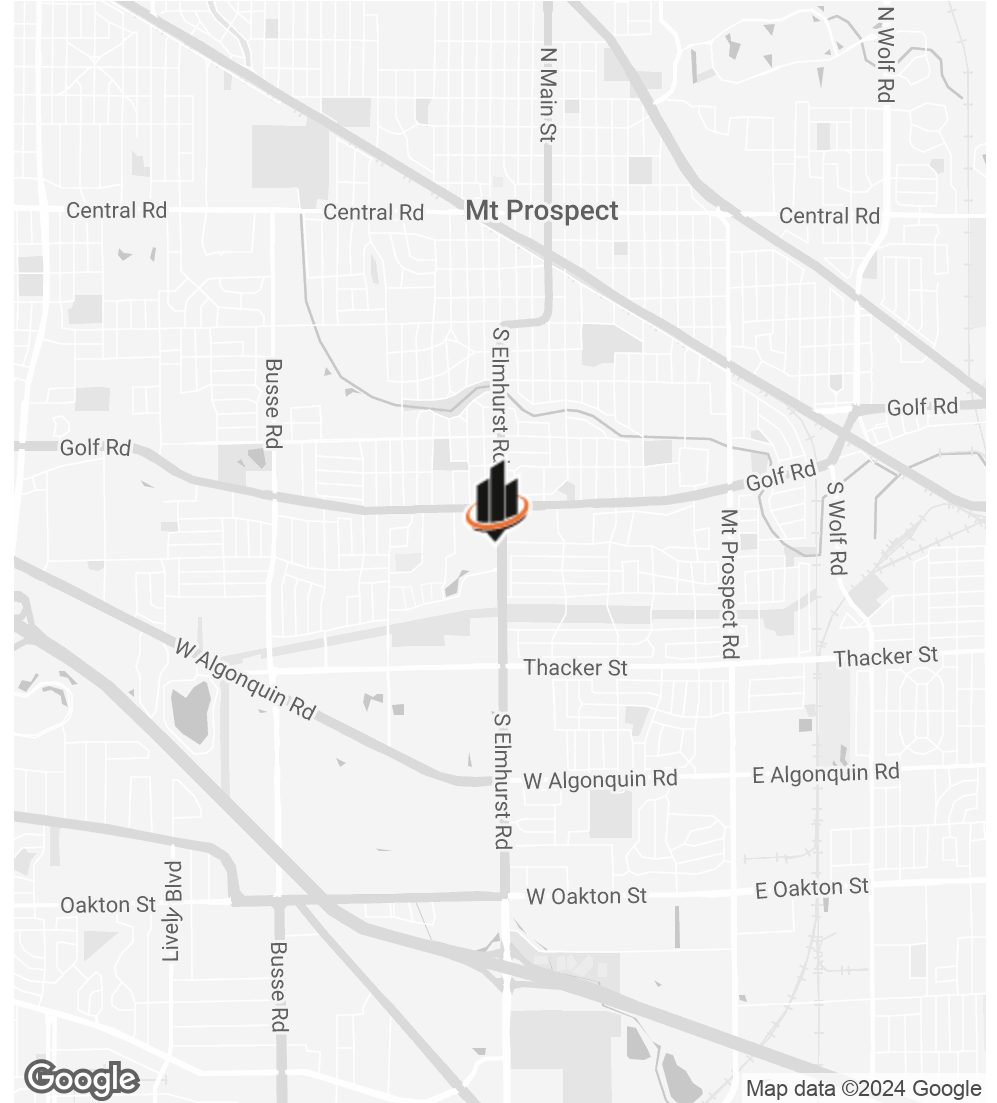 N Wolf Rd
N Main St
Central Rd
Central Rd
Mt Prospect
Central Rd
S Elmhurst Rd
Busse Rd
Golf Rd
Golf Rd
Golf Rd
S Wolf Rd
Mt Prospect Rd
W Algonquin Rd
Thacker St
Thacker St
S Elmhurst Rd
W Algonquin Rd
E Algonquin Rd
Lively Blvd
Oakton St
W Oakton St
E Oakton St
Busse Rd
Google
Map data ©2024 Google